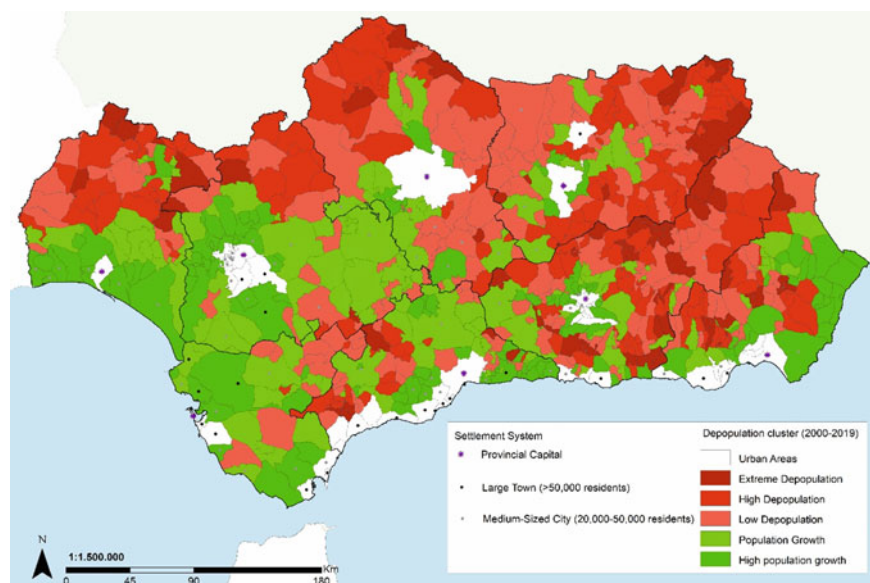 Settlement System
Provincial Capital
Large Town (>50,000 residents)
Medium-Sized City (20,000-50,000 residents)
Depopulation cluster (2000-2019)
Urban Areas
Extreme Depopulation
High Depopulation
Low Depopulation
Population Growth
High population growth
N
1:1.500.000
Km
0 45 90 180